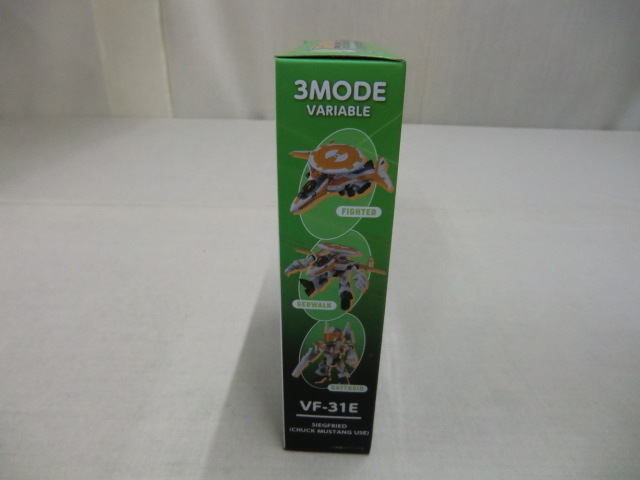 3MODE
VARIABLE
FIGHTER
GERWALK
BATTROID
VF-31E
SIEGFRIED
(CHUCK MUSTANG USE)